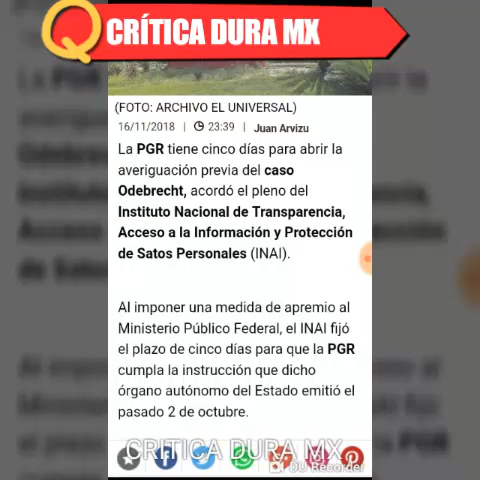 CRÍTICA DURA MX
(FOTO: ARCHIVO EL UNIVERSAL)
16/11/2018 | 23:39 | Juan Arvizu
La PGR tiene cinco días para abrir la
averiguación previa del caso
Odebrecht, acordó el pleno del
Instituto Nacional de Transparencia,
Acceso a la Información y Protección
de Satos Personales (INAI).
Al imponer una medida de apremio al
Ministerio Público Federal, el INAI fijó
el plazo de cinco días para que la PGR
cumpla la instrucción que dicho
órgano autónomo del Estado emitió el
pasado 2 de octubre.
CRITICA DURA MX
DU Recorder